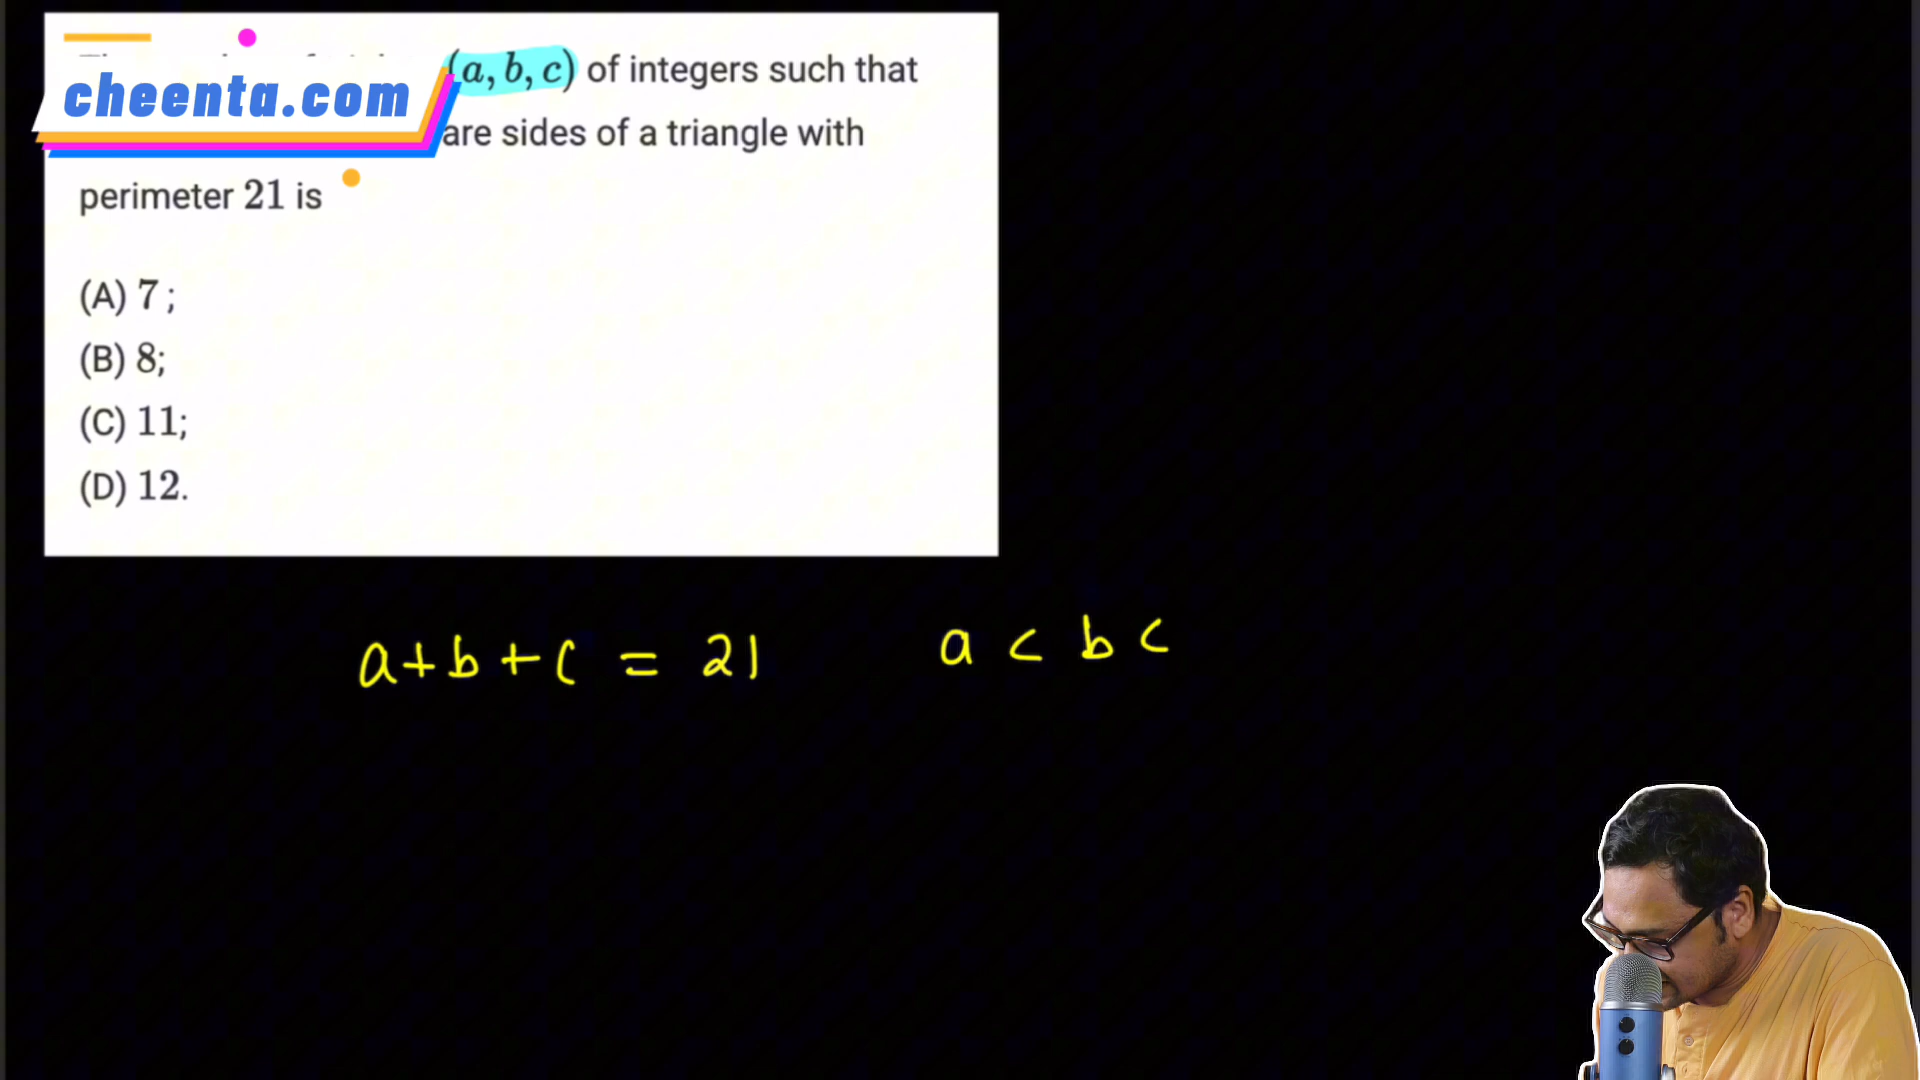 (a, b, c) of integers such that
cheenta.com
are sides of a triangle with
perimeter 21 is
(A) 7 ;
(B) 8;
(C) 11;
(D) 12.
a + b + c = 21
a < b <